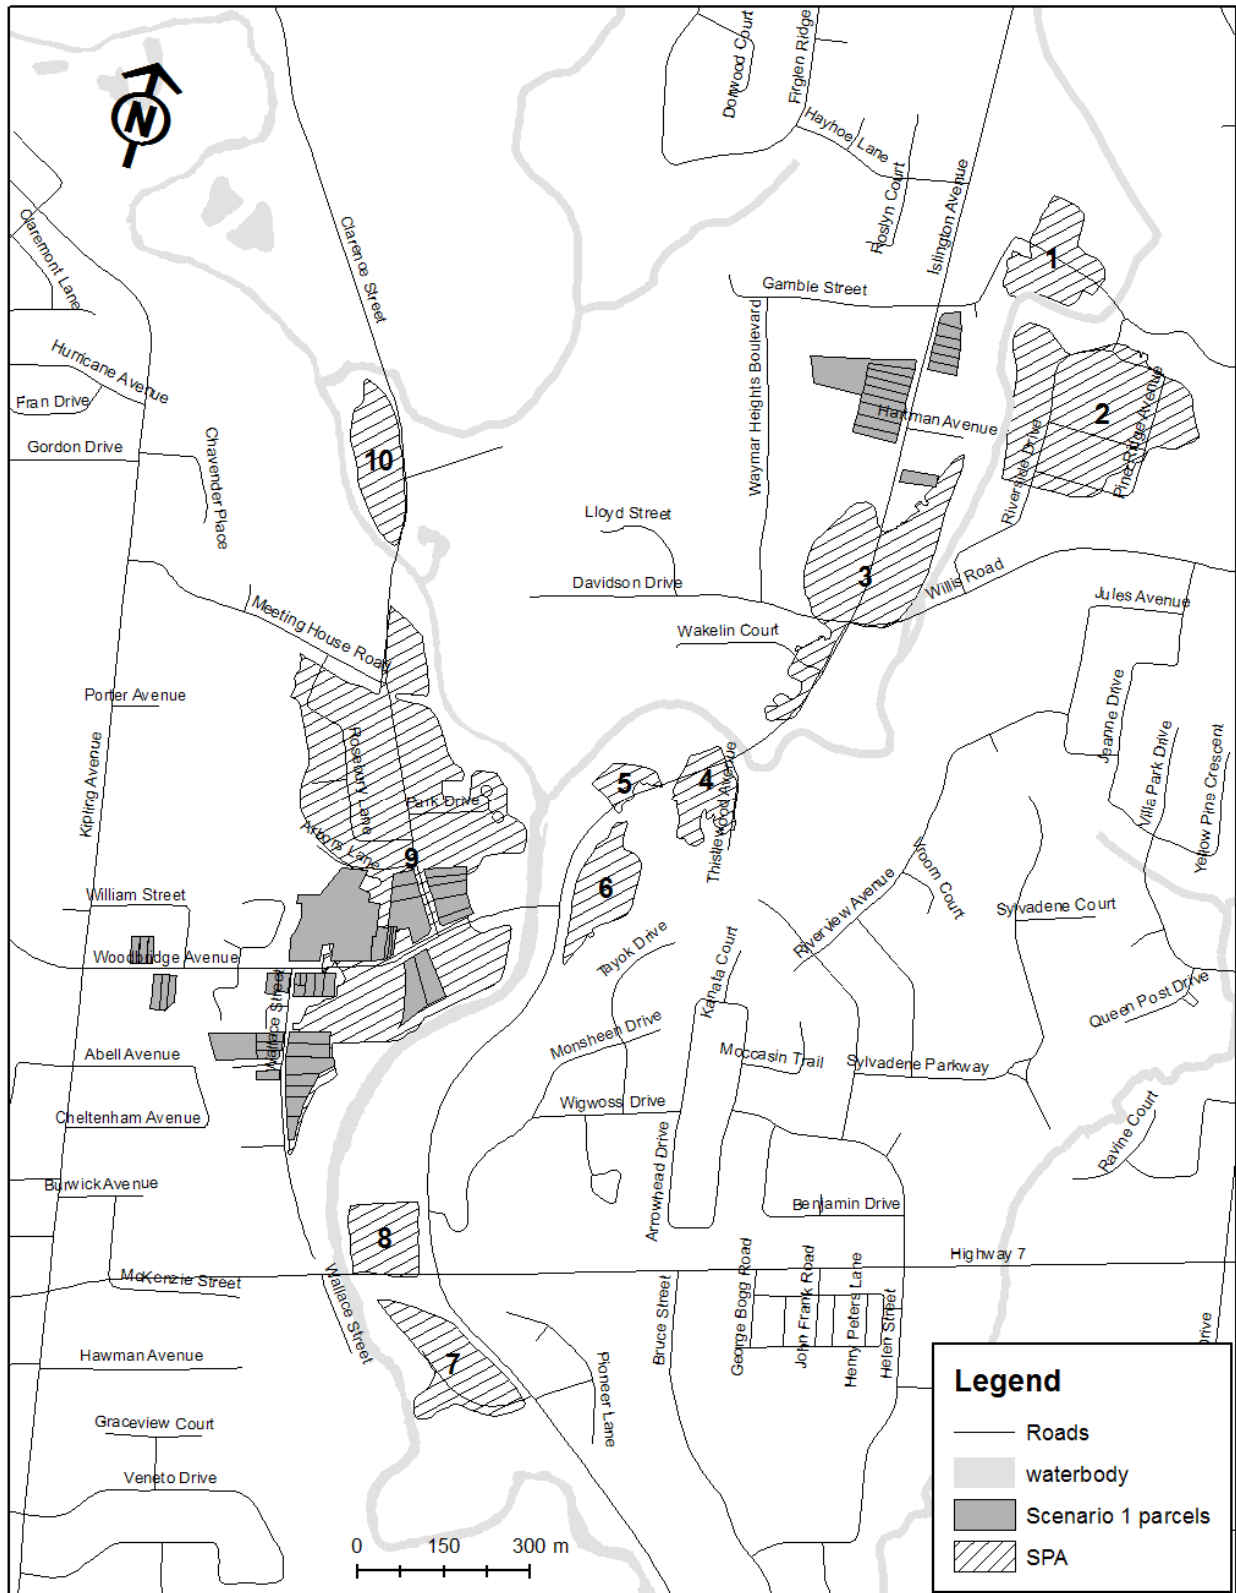 Dorwood Court
Firglen Ridge
Hayhoe Lane
Roslyn Court
Islington Avenue
N
Claremont Lane
Clarence Street
1
Gamble Street
Waymar Heights Boulevard
Hurricane Avenue
Fran Drive
Gordon Drive
Chavender Place
Hartman Avenue
2
Pine Ridge Avenue
Riverside Drive
10
Lloyd Street
Davidson Drive
3
Willis Road
Jules Avenue
Wakelin Court
Meeting House Road
Porter Avenue
Jeanne Drive
Villa Park Drive
Yellow Pine Crescent
Kipling Avenue
Rosebury Lane
Park Drive
5
4
Thistlewood Avenue
Arbors Lane
9
6
Vroom Court
William Street
Riverview Avenue
Sylvadene Court
Woodbridge Avenue
Tayok Drive
Kanata Court
Queen Post Drive
Wallace Street
Monsheen Drive
Abell Avenue
Moccasin Trail
Sylvadene Parkway
Cheltenham Avenue
Wigwoss Drive
Ravine Court
Burwick Avenue
Arrowhead Drive
Benjamin Drive
8
Highway 7
McKenzie Street
Wallace Street
Bruce Street
George Bogg Road
John Frank Road
Henry Peters Lane
Helen Street
Drive
Hawman Avenue
7
Pioneer Lane
Graceview Court
Veneto Drive
0 150 300 m
Legend
Roads
waterbody
Scenario 1 parcels
SPA